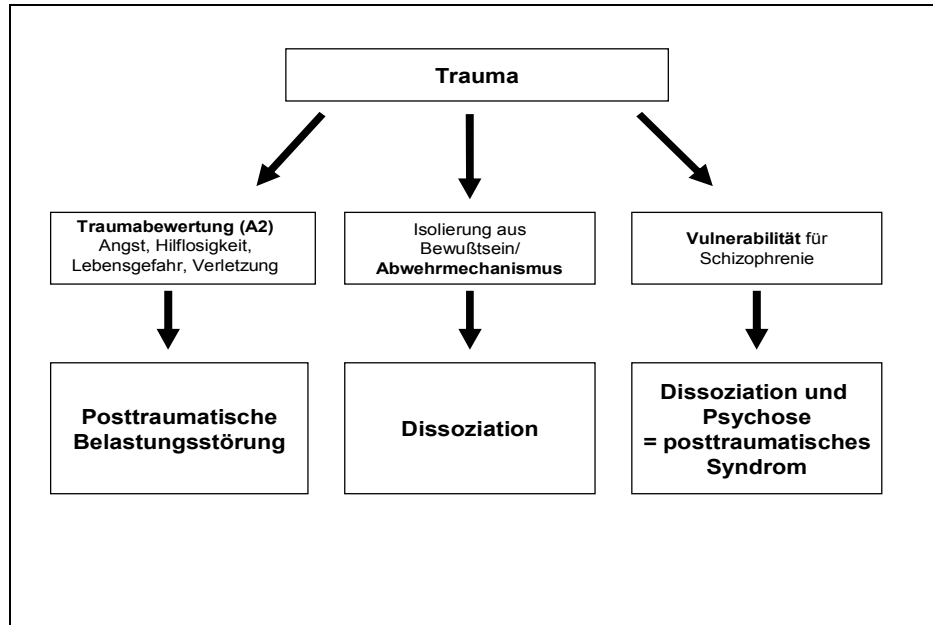 Trauma
Traumabewertung (A2)
Angst, Hilflosigkeit,
Lebensgefahr, Verletzung
Isolierung aus
Bewußtsein/
Abwehrmechanismus
Vulnerabilität für
Schizophrenie
Posttraumatische
Belastungsstörung
Dissoziation
Dissoziation und
Psychose
= posttraumatisches
Syndrom